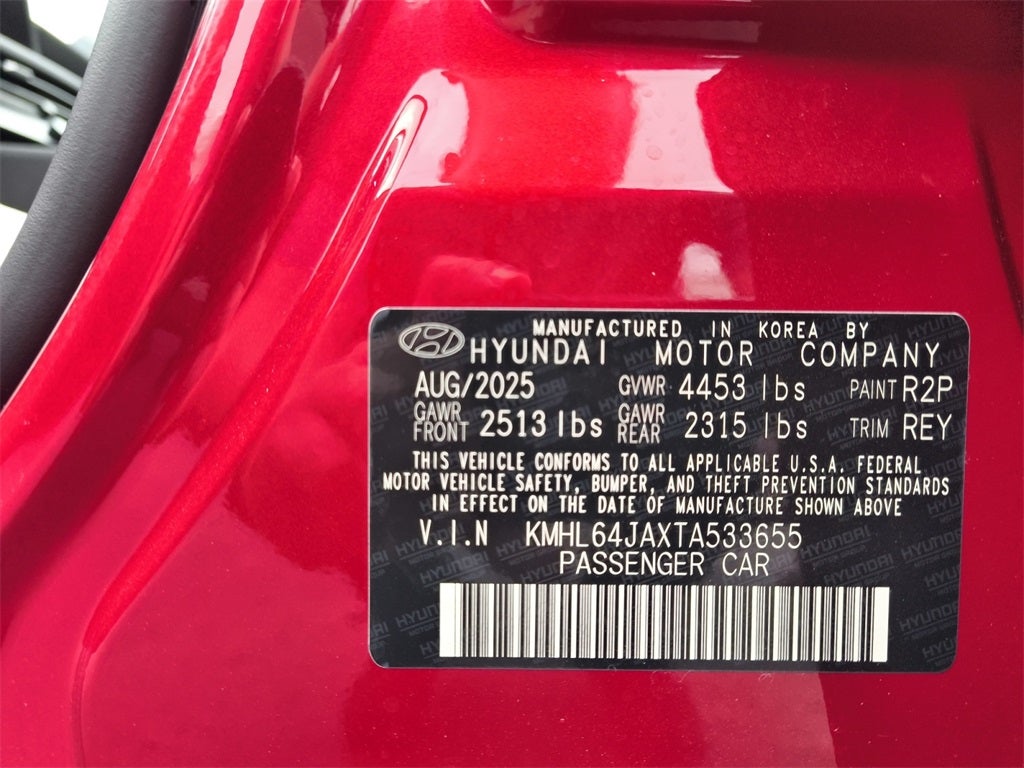 MANUFACTURED IN KOREA BY
HYUNDAI MOTOR COMPANY
AUG/2025 GVWR 4453 lbs PAINT R2P
GAWR FRONT 2513 lbs GAWR REAR 2315 lbs TRIM REY
THIS VEHICLE CONFORMS TO ALL APPLICABLE U.S.A. FEDERAL
MOTOR VEHICLE SAFETY, BUMPER, AND THEFT PREVENTION STANDARDS
IN EFFECT ON THE DATE OF MANUFACTURE SHOWN ABOVE
V.I.N KMHL64JAXTA533655
PASSENGER CAR